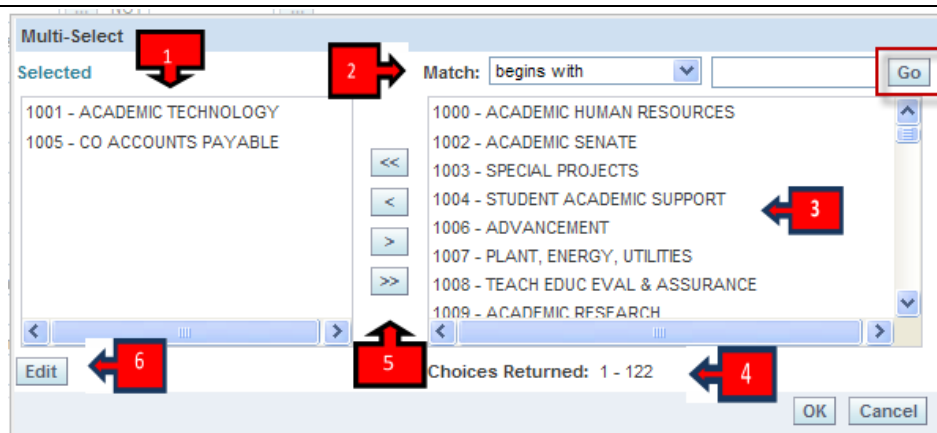 NOT
Multi-Select
1
Selected
2
Match: begins with
Go
1001 - ACADEMIC TECHNOLOGY
1005 - CO ACCOUNTS PAYABLE
<<
<
>
>>
1000 - ACADEMIC HUMAN RESOURCES
1002 - ACADEMIC SENATE
1003 - SPECIAL PROJECTS
1004 - STUDENT ACADEMIC SUPPORT
1006 - ADVANCEMENT
1007 - PLANT, ENERGY, UTILITIES
1008 - TEACH EDUC EVAL & ASSURANCE
1009 - ACADEMIC RESEARCH
3
Edit
6
5
Choices Returned: 1 - 122
4
OK Cancel